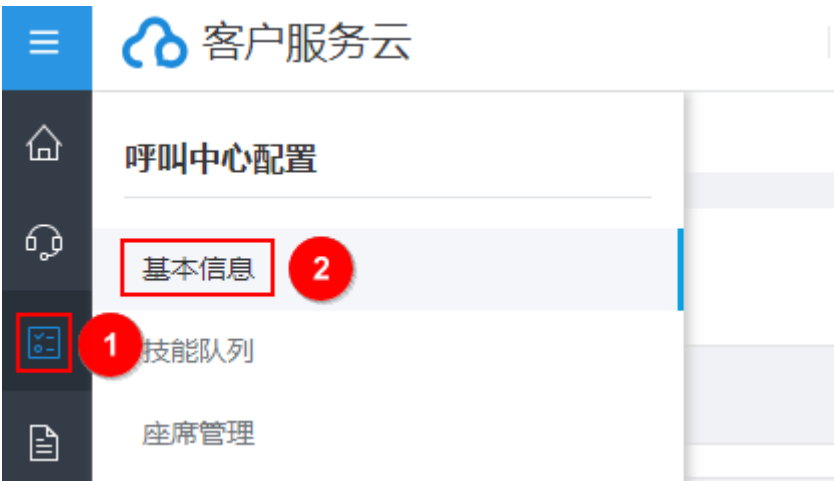 客户服务云
呼叫中心配置
基本信息 2
1 技能队列
座席管理